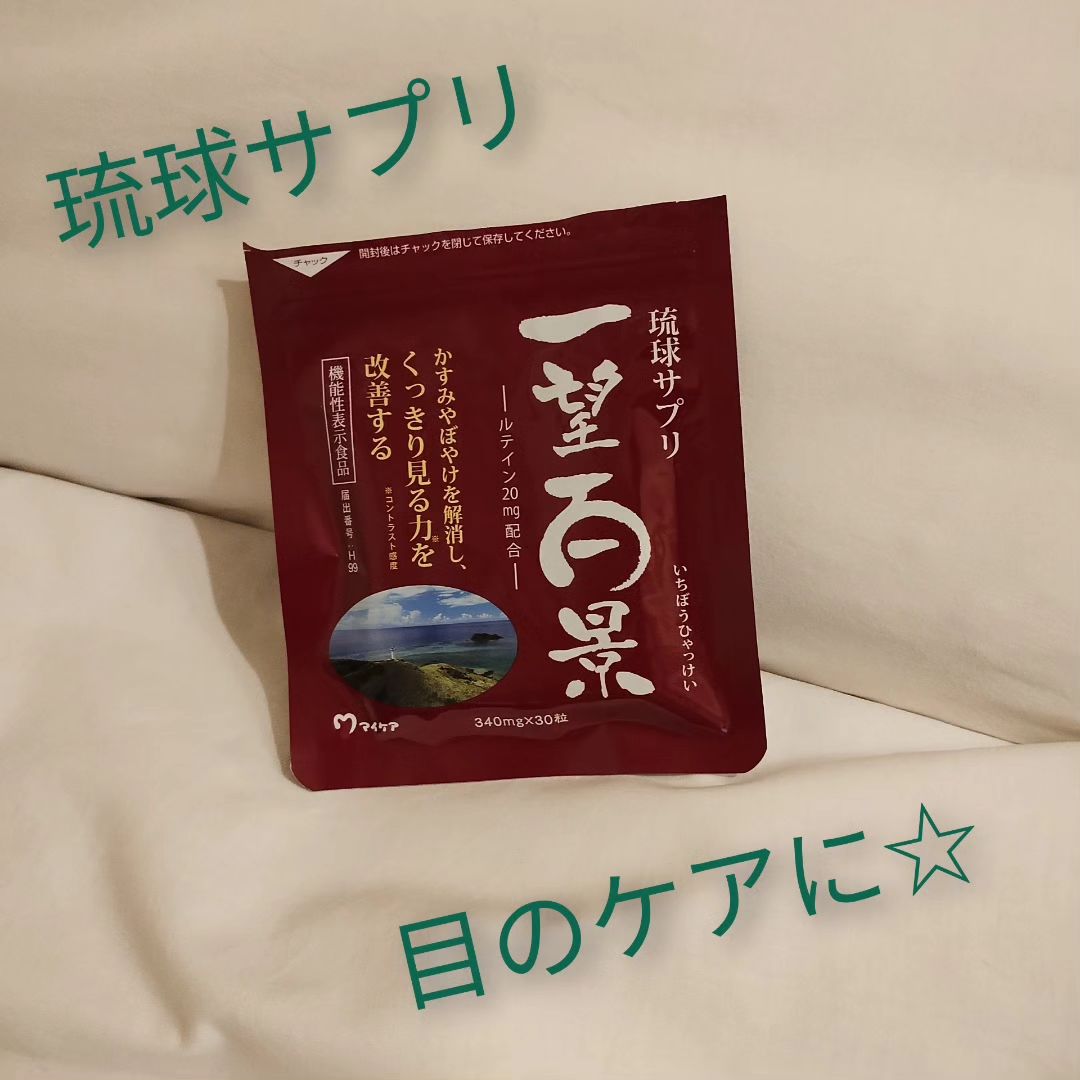 琉球サプリ
チャック
開封後はチャックを閉じて保存してください。
琉球サプリ
一望百景
いちぼうひゃっけい
ールテイン20mg配合ー
かすみやぼやけを解消し、
くっきり見る力を※
※コントラスト感度
改善する
機能性表示食品
届出番号：H99
マイケア
340mg×30粒
目のケアに☆